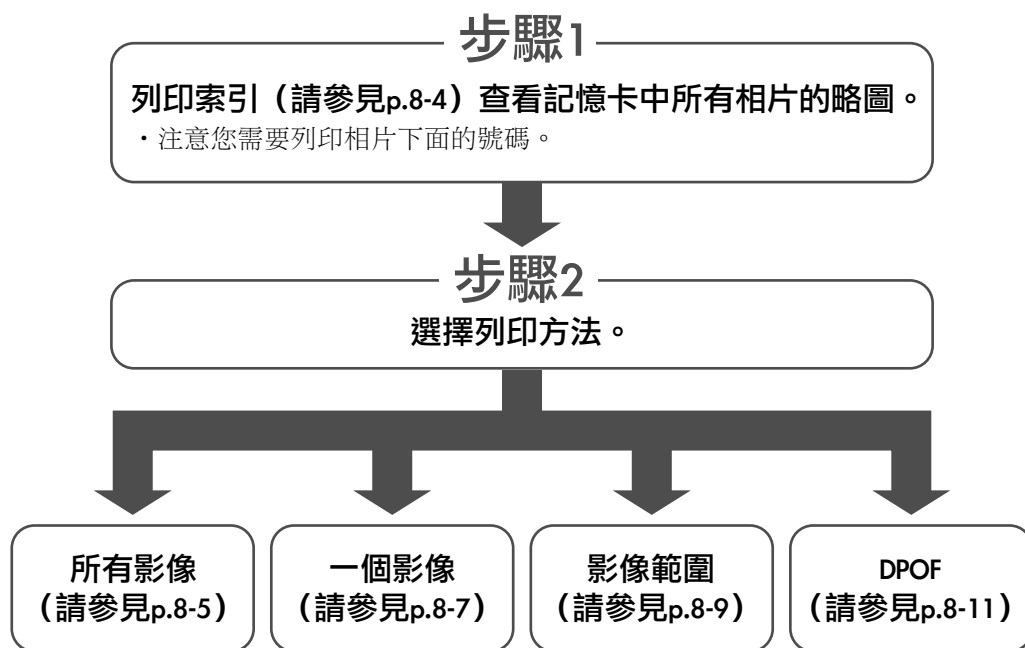 步驟1
列印索引（請參見p.8-4）查看記憶卡中所有相片的略圖。
・注意您需要列印相片下面的號碼。
步驟2
選擇列印方法。
所有影像
（請參見p.8-5）
一個影像
（請參見p.8-7）
影像範圍
（請參見p.8-9）
DPOF
（請參見p.8-11）